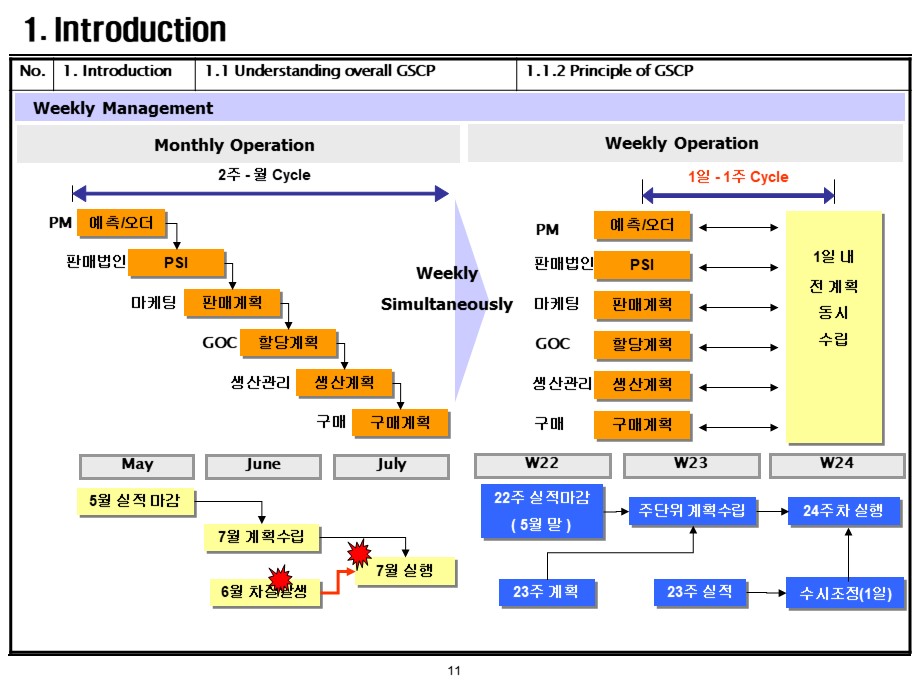 1. Introduction
No. 1. Introduction 1.1 Understanding overall GSCP 1.1.2 Principle of GSCP
Weekly Management
Monthly Operation
2주 - 월 Cycle
PM 예측/오더
판매법인 PSI
마케팅 판매계획
GOC 할당계획
생산관리 생산계획
구매 구매계획
Weekly
Simultaneously
Weekly Operation
1일 - 1주 Cycle
PM 예측/오더
판매법인 PSI
마케팅 판매계획
GOC 할당계획
생산관리 생산계획
구매 구매계획
1일 내
전 계획
동시
수립
May June July
5월 실적 마감
7월 계획수립
7월 실행
6월 차질발생
W22 W23 W24
22주 실적마감
( 5월 말 )
주단위 계획수립
24주차 실행
23주 계획
23주 실적
수시조정(1일)
11